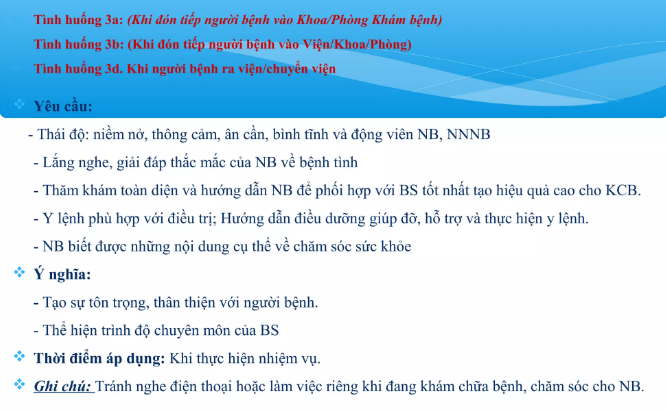 Tình huống 3a: (Khi đón tiếp người bệnh vào Khoa/Phòng Khám bệnh)
Tình huống 3b: (Khi đón tiếp người bệnh vào Viện/Khoa/Phòng)
Tình huống 3d. Khi người bệnh ra viện/chuyển viện
Yêu cầu:
- Thái độ: niềm nở, thông cảm, ân cần, bình tĩnh và động viên NB, NNNB
- Lắng nghe, giải đáp thắc mắc của NB về bệnh tình
- Thăm khám toàn diện và hướng dẫn NB để phối hợp với BS tốt nhất tạo hiệu quả cao cho KCB.
- Y lệnh phù hợp với điều trị; Hướng dẫn điều dưỡng giúp đỡ, hỗ trợ và thực hiện y lệnh.
- NB biết được những nội dung cụ thể về chăm sóc sức khỏe
Ý nghĩa:
- Tạo sự tôn trọng, thân thiện với người bệnh.
- Thể hiện trình độ chuyên môn của BS
Thời điểm áp dụng: Khi thực hiện nhiệm vụ.
Ghi chú: Tránh nghe điện thoại hoặc làm việc riêng khi đang khám chữa bệnh, chăm sóc cho NB.